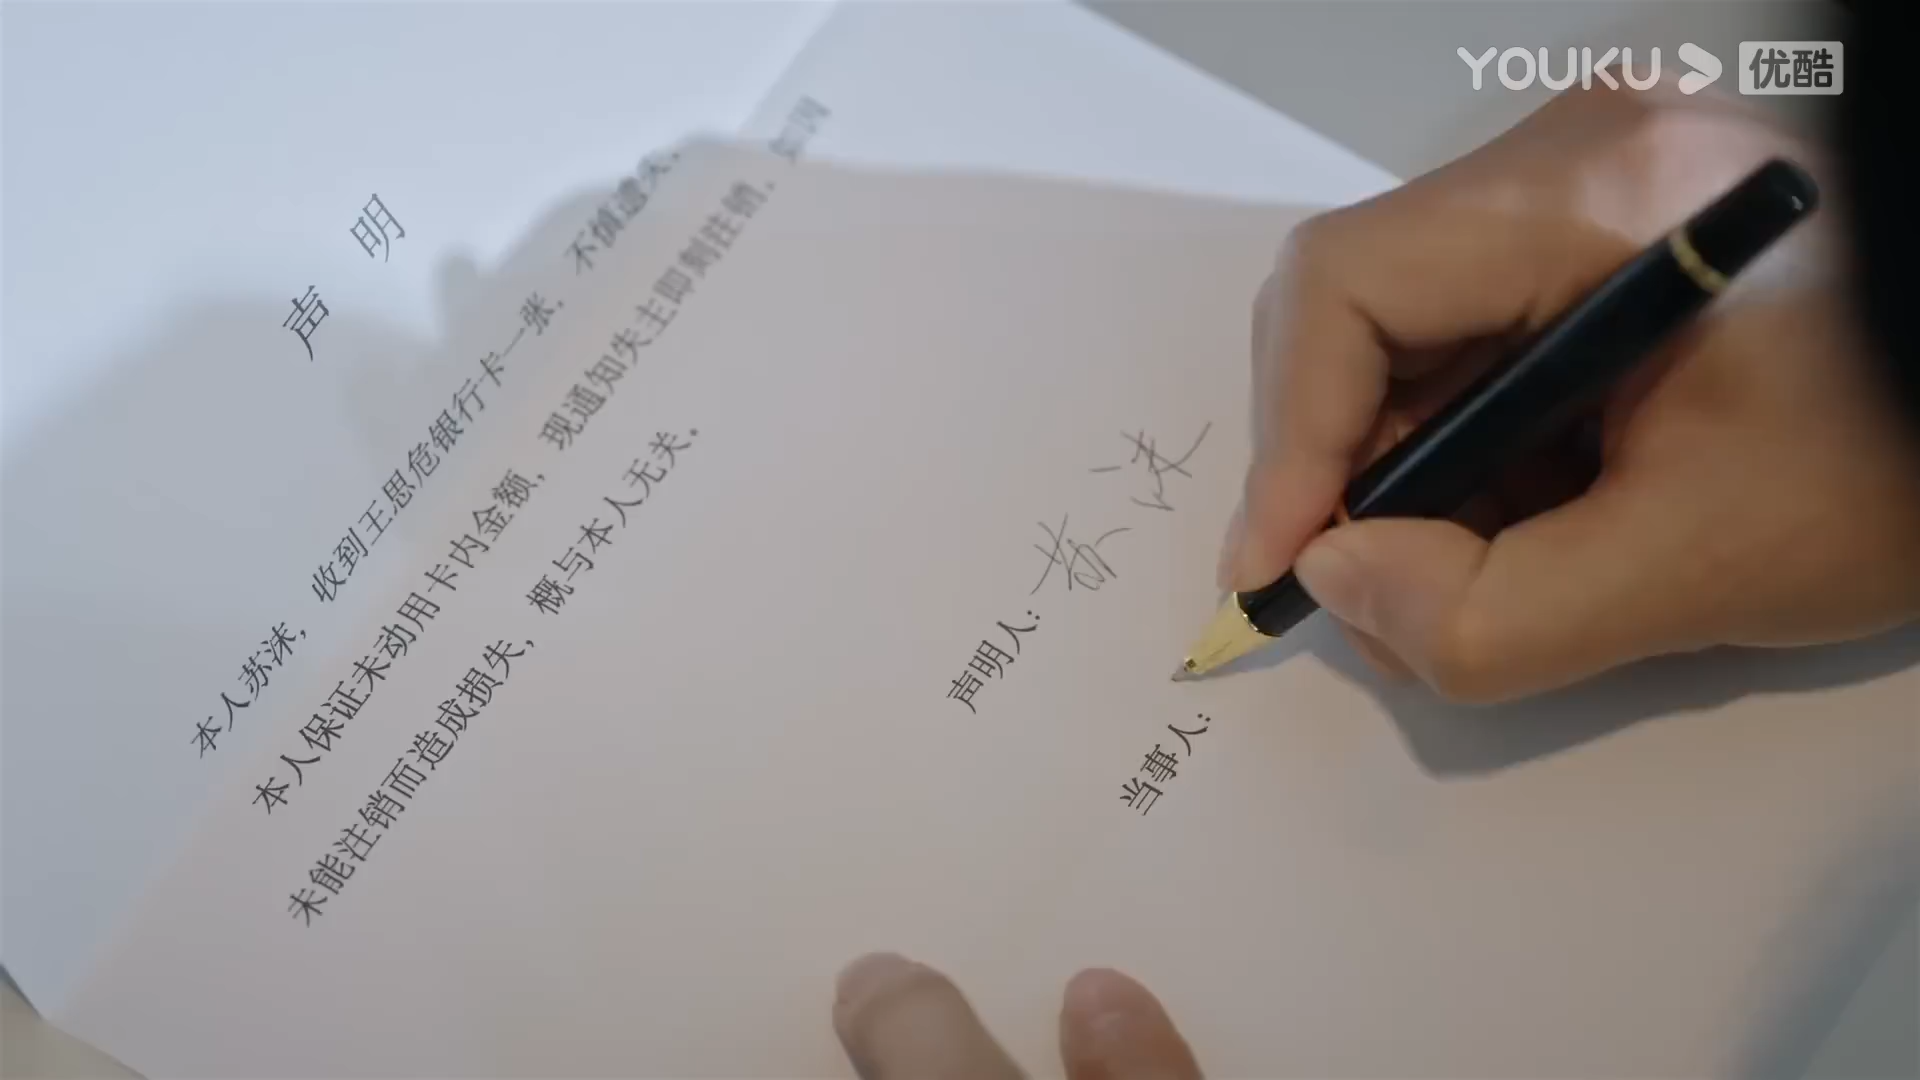 YOUKU 优酷
声 明
本人苏沫，收到王思危银行卡一张，不慎遗失，
本人保证未动用卡内金额，现通知失主即刻注销，如因
未能注销而造成损失，概与本人无关。
声明人：苏沫
当事人：